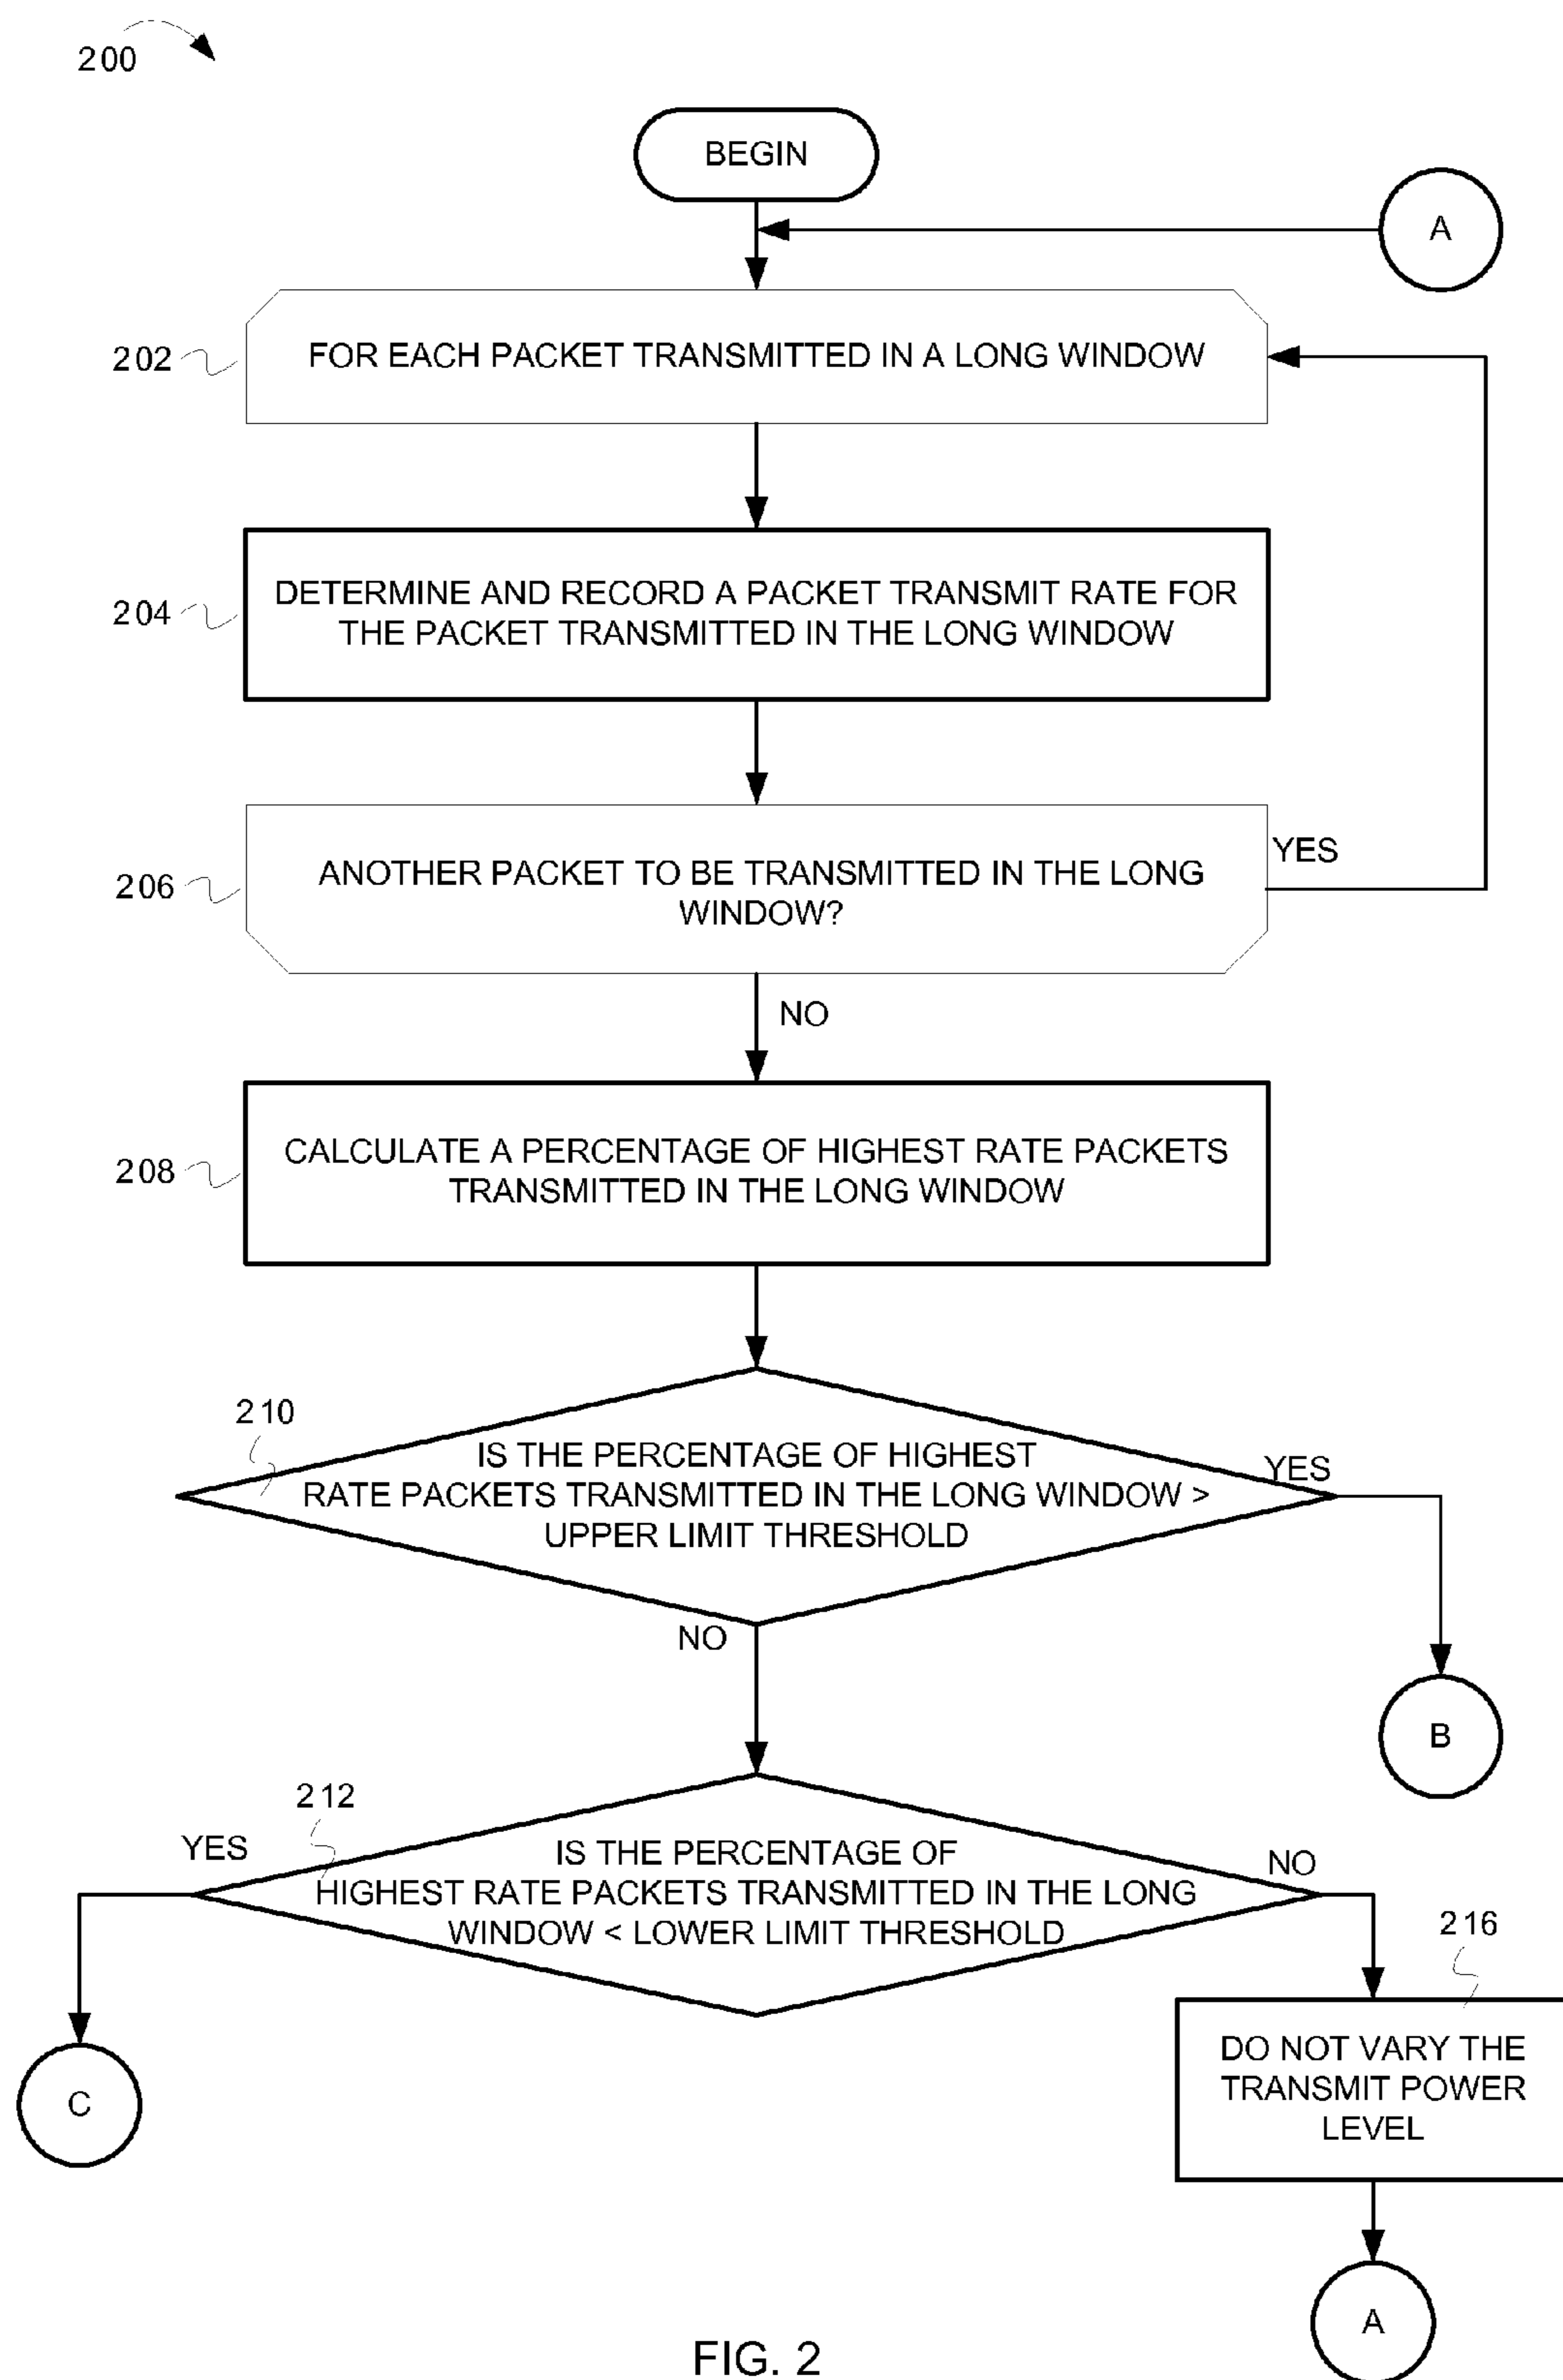 200
BEGIN
A
202
FOR EACH PACKET TRANSMITTED IN A LONG WINDOW
204
DETERMINE AND RECORD A PACKET TRANSMIT RATE FOR
THE PACKET TRANSMITTED IN THE LONG WINDOW
206
ANOTHER PACKET TO BE TRANSMITTED IN THE LONG
WINDOW?
YES
NO
208
CALCULATE A PERCENTAGE OF HIGHEST RATE PACKETS
TRANSMITTED IN THE LONG WINDOW
210
IS THE PERCENTAGE OF HIGHEST
RATE PACKETS TRANSMITTED IN THE LONG WINDOW >
UPPER LIMIT THRESHOLD
YES
NO
B
212
YES
IS THE PERCENTAGE OF
HIGHEST RATE PACKETS TRANSMITTED IN THE LONG
WINDOW < LOWER LIMIT THRESHOLD
NO
216
DO NOT VARY THE
TRANSMIT POWER
LEVEL
C
A
FIG. 2